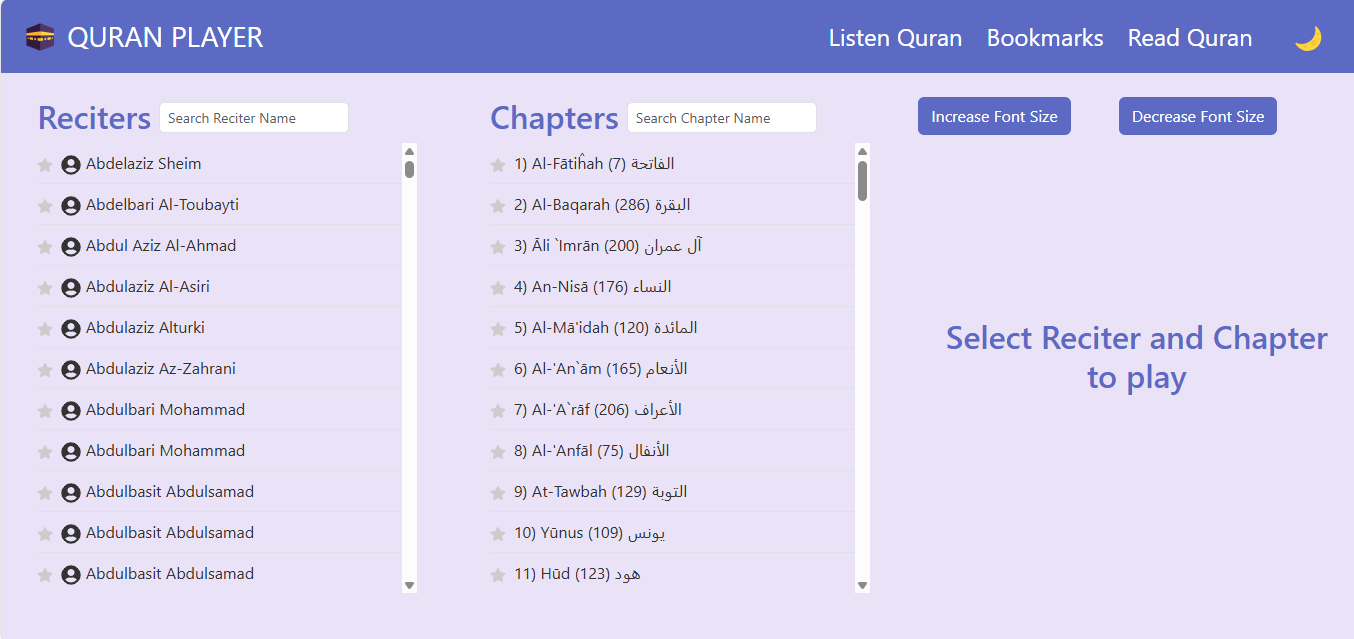 QURAN PLAYER
Listen Quran
Bookmarks
Read Quran
Reciters
Search Reciter Name
Abdelaziz Sheim
Abdelbari Al-Toubayti
Abdul Aziz Al-Ahmad
Abdulaziz Al-Asiri
Abdulaziz Alturki
Abdulaziz Az-Zahrani
Abdulbari Mohammad
Abdulbari Mohammad
Abdulbasit Abdulsamad
Abdulbasit Abdulsamad
Abdulbasit Abdulsamad
Chapters
Search Chapter Name
1) Al-Fātiĥah (7) الفاتحة
2) Al-Baqarah (286) البقرة
3) Āli `Imrān (200) آل عمران
4) An-Nisā (176) النساء
5) Al-Mā'idah (120) المائدة
6) Al-'An`ām (165) الأنعام
7) Al-'A`rāf (206) الأعراف
8) Al-'Anfāl (75) الأنفال
9) At-Tawbah (129) التوبة
10) Yūnus (109) يونس
11) Hūd (123) هود
Increase Font Size
Decrease Font Size
Select Reciter and Chapter
to play